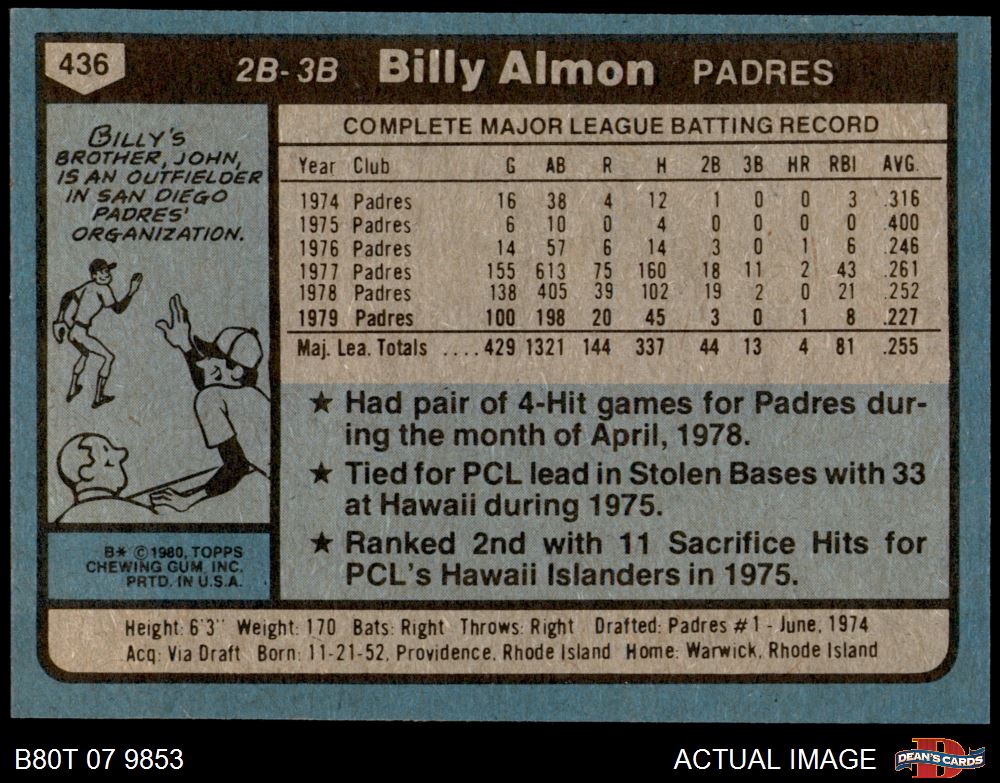 436
2B-3B Billy Almon PADRES
BILLY'S
BROTHER, JOHN,
IS AN OUTFIELDER
IN SAN DIEGO
PADRES'
ORGANIZATION.
B* ©1980, TOPPS
CHEWING GUM, INC.
PRTD. IN U.S.A.
COMPLETE MAJOR LEAGUE BATTING RECORD
Year Club G AB R H 2B 3B HR RBI AVG.
1974 Padres 16 38 4 12 1 0 0 3 .316
1975 Padres 6 10 0 4 0 0 0 0 .400
1976 Padres 14 57 6 14 3 0 1 6 .246
1977 Padres 155 613 75 160 18 11 2 43 .261
1978 Padres 138 405 39 102 19 2 0 21 .252
1979 Padres 100 198 20 45 3 0 1 8 .227
Maj. Lea. Totals ....429 1321 144 337 44 13 4 81 .255
★ Had pair of 4-Hit games for Padres dur-
ing the month of April, 1978.
★ Tied for PCL lead in Stolen Bases with 33
at Hawaii during 1975.
★ Ranked 2nd with 11 Sacrifice Hits for
PCL's Hawaii Islanders in 1975.
Height: 6'3" Weight: 170 Bats: Right Throws: Right Drafted: Padres #1 - June, 1974
Acq: Via Draft Born: 11-21-52, Providence, Rhode Island Home: Warwick, Rhode Island
B80T 07 9853
ACTUAL IMAGE
D
DEAN'S CARDS